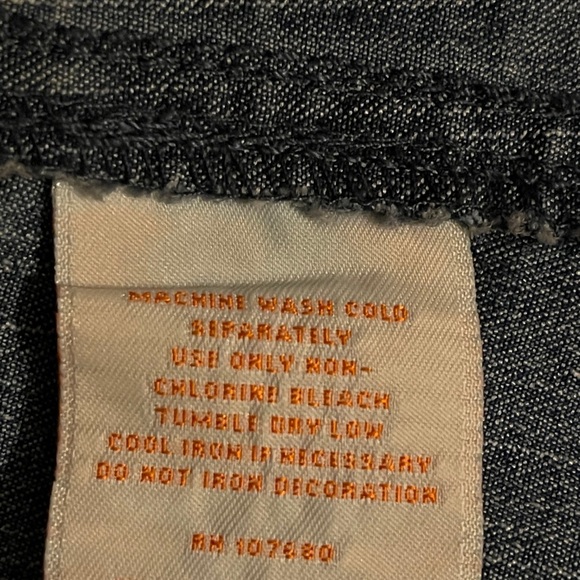 MACHINE WASH COLD
SEPARATELY
USE ONLY NON-
CHLORINE BLEACH
TUMBLE DRY LOW
COOL IRON IF NECESSARY
DO NOT IRON DECORATION
RN 107680